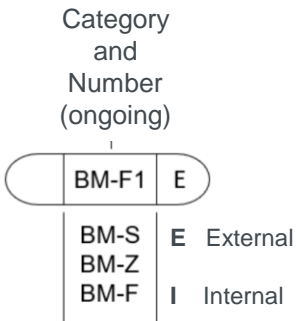 Category
and
Number
(ongoing)
BM-F1 E
BM-S E External
BM-Z
BM-F I Internal